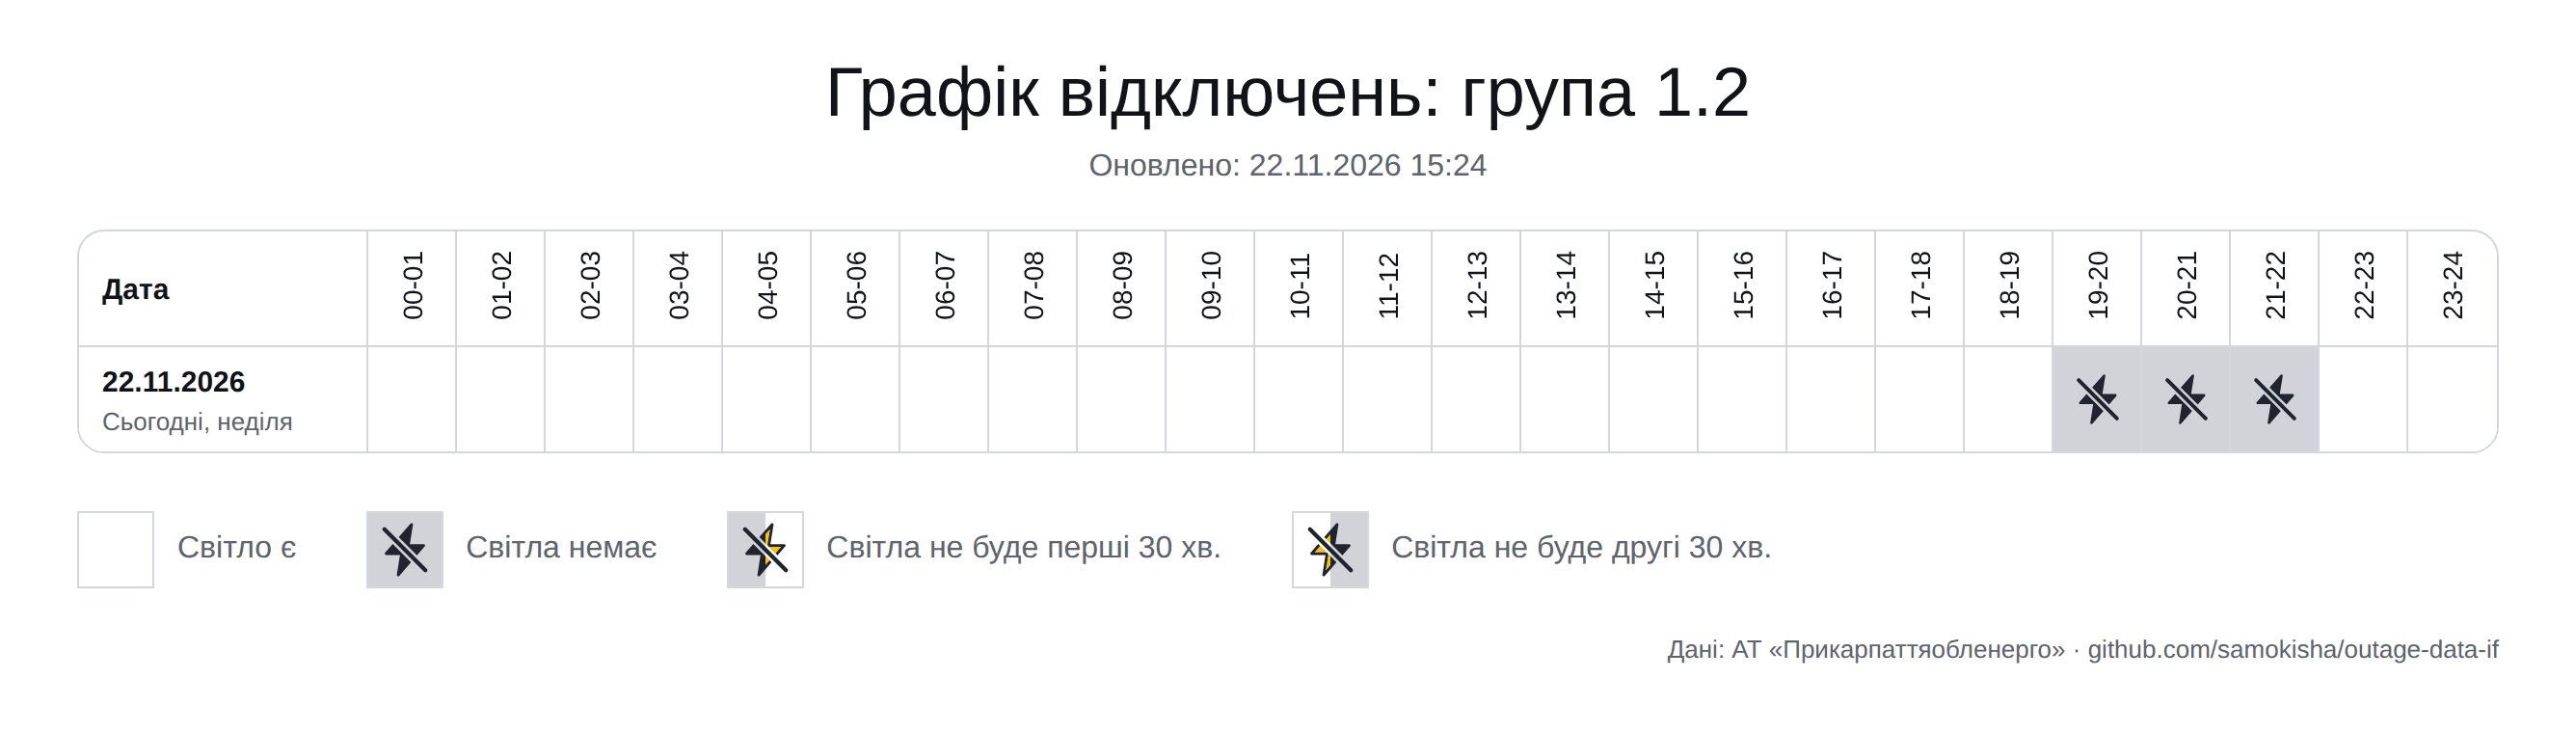 Графік відключень: група 1.2
Оновлено: 22.11.2026 15:24
Дата 00-01 01-02 02-03 03-04 04-05 05-06 06-07 07-08 08-09 09-10 10-11 11-12 12-13 13-14 14-15 15-16 16-17 17-18 18-19 19-20 20-21 21-22 22-23 23-24
22.11.2026
Сьогодні, неділя
Світло є Світла немає Світла не буде перші 30 хв. Світла не буде другі 30 хв.
Дані: АТ «Прикарпаттяобленерго» · github.com/samokisha/outage-data-if